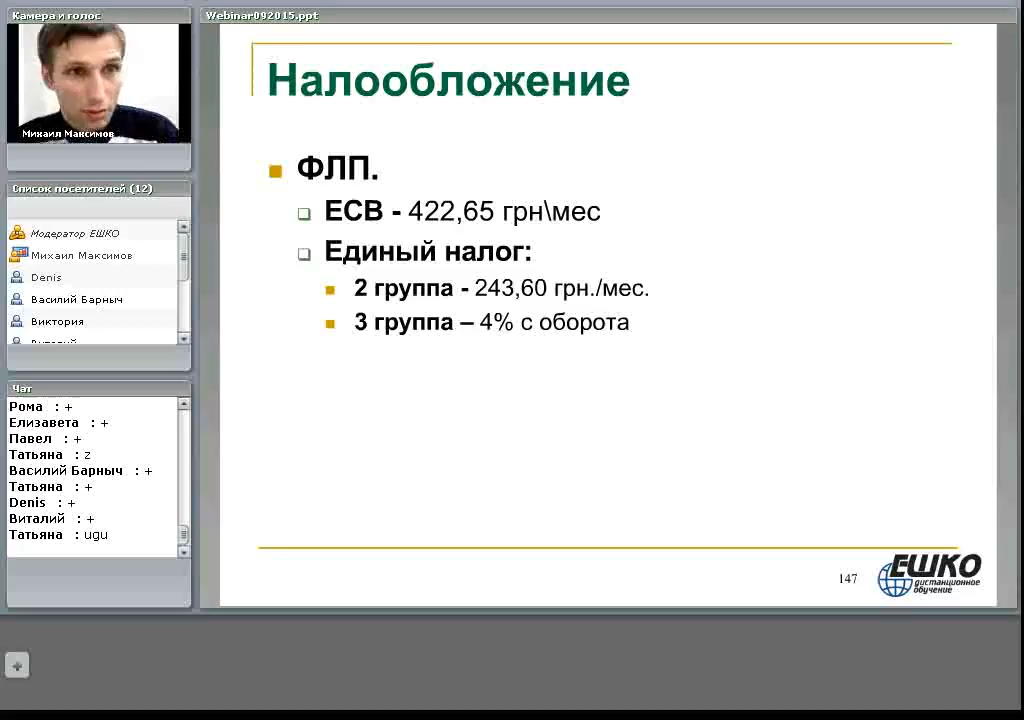 Камера и голос
Михаил Максимов
Список посетителей (12)
Модератор ЕШКО
Михаил Максимов
Denis
Василий Барныч
Виктория
Виталий
Чат
Рома : +
Елизавета : +
Павел : +
Татьяна : z
Василий Барныч : +
Татьяна : +
Denis : +
Виталий : +
Татьяна : ugu
Webinar092015.ppt
Налообложение
ФЛП.
ЕСВ - 422,65 грн\мес
Единый налог:
2 группа - 243,60 грн./мес.
3 группа – 4% с оборота
147
ЕШКО
дистанционное
обучение